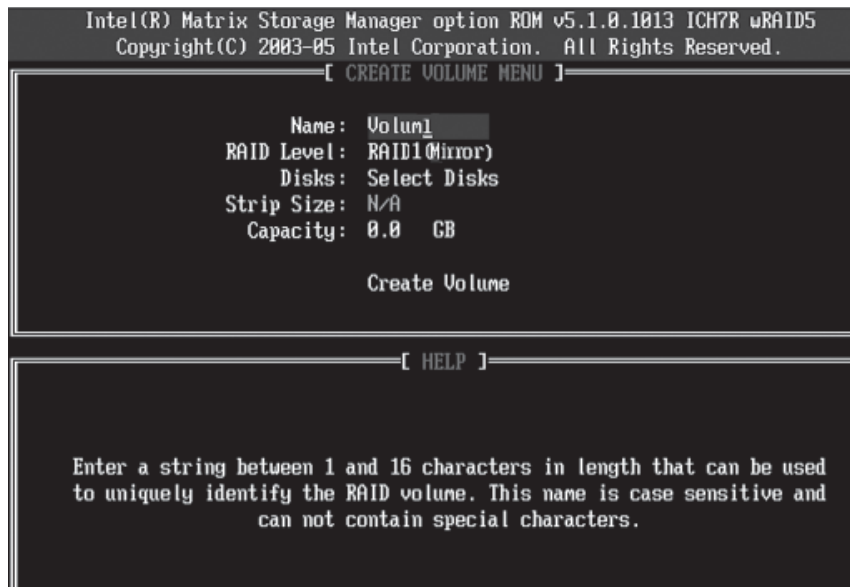 Intel(R) Matrix Storage Manager option ROM v5.1.0.1013 ICH7R wRAID5
Copyright(C) 2003-05 Intel Corporation. All Rights Reserved.
[ CREATE VOLUME MENU ]
Name: Volum1
RAID Level: RAID1(Mirror)
Disks: Select Disks
Strip Size: N/A
Capacity: 0.0 GB
Create Volume
[ HELP ]
Enter a string between 1 and 16 characters in length that can be used
to uniquely identify the RAID volume. This name is case sensitive and
can not contain special characters.